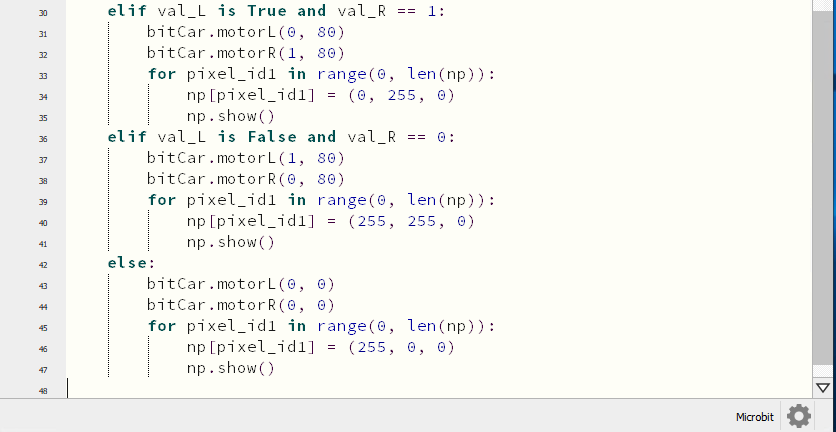 30 elif val_L is True and val_R == 1:
31 bitCar.motorL(0, 80)
32 bitCar.motorR(1, 80)
33 for pixel_id1 in range(0, len(np)):
34 np[pixel_id1] = (0, 255, 0)
35 np.show()
36 elif val_L is False and val_R == 0:
37 bitCar.motorL(1, 80)
38 bitCar.motorR(0, 80)
39 for pixel_id1 in range(0, len(np)):
40 np[pixel_id1] = (255, 255, 0)
41 np.show()
42 else:
43 bitCar.motorL(0, 0)
44 bitCar.motorR(0, 0)
45 for pixel_id1 in range(0, len(np)):
46 np[pixel_id1] = (255, 0, 0)
47 np.show()
48
Microbit